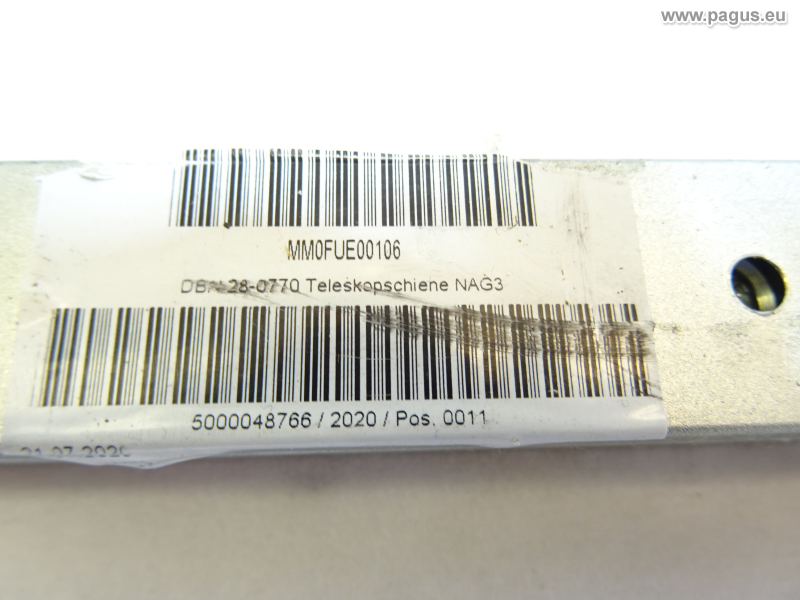 www.pagus.eu
MM0FUE00106
28-0770 Teleskopschiene NAG3
5000048766 / 2020 / Pos. 0011